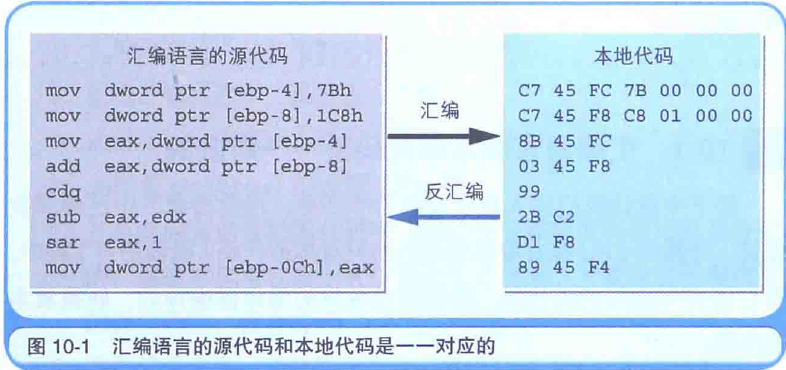 汇编语言的源代码
mov dword ptr [ebp-4],7Bh
mov dword ptr [ebp-8],1C8h
mov eax,dword ptr [ebp-4]
add eax,dword ptr [ebp-8]
cdq
sub eax,edx
sar eax,1
mov dword ptr [ebp-0Ch],eax
汇编
反汇编
本地代码
C7 45 FC 7B 00 00 00
C7 45 F8 C8 01 00 00
8B 45 FC
03 45 F8
99
2B C2
D1 F8
89 45 F4
图 10-1 汇编语言的源代码和本地代码是一一对应的